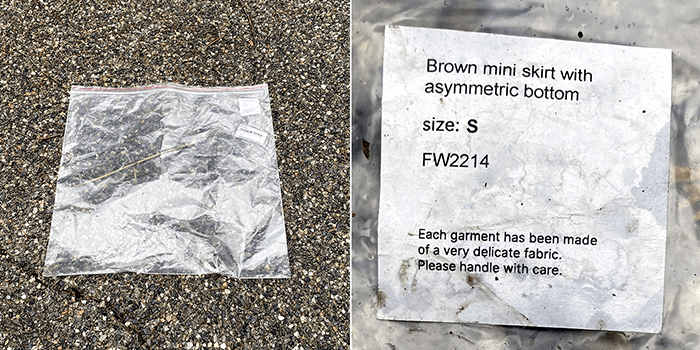 Brown mini skirt with
asymmetric bottom
size: S
FW2214
Each garment has been made
of a very delicate fabric.
Please handle with care.